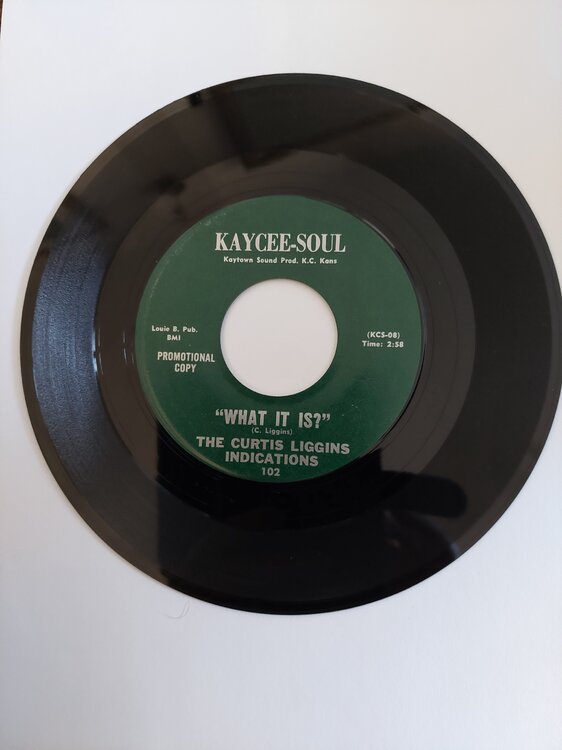 KAYCEE-SOUL
Kaytown Sound Prod. K.C. Kans
Louie B. Pub.
BMI
PROMOTIONAL
COPY
(KCS-08)
Time: 2:58
"WHAT IT IS?"
(C. Liggins)
THE CURTIS LIGGINS
INDICATIONS
102